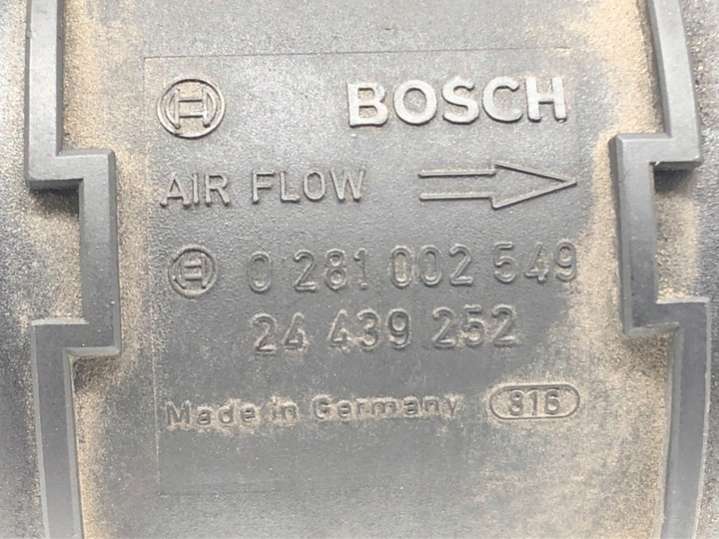 BOSCH
AIR FLOW
0 281 002 549
24 439 252
Made in Germany 816